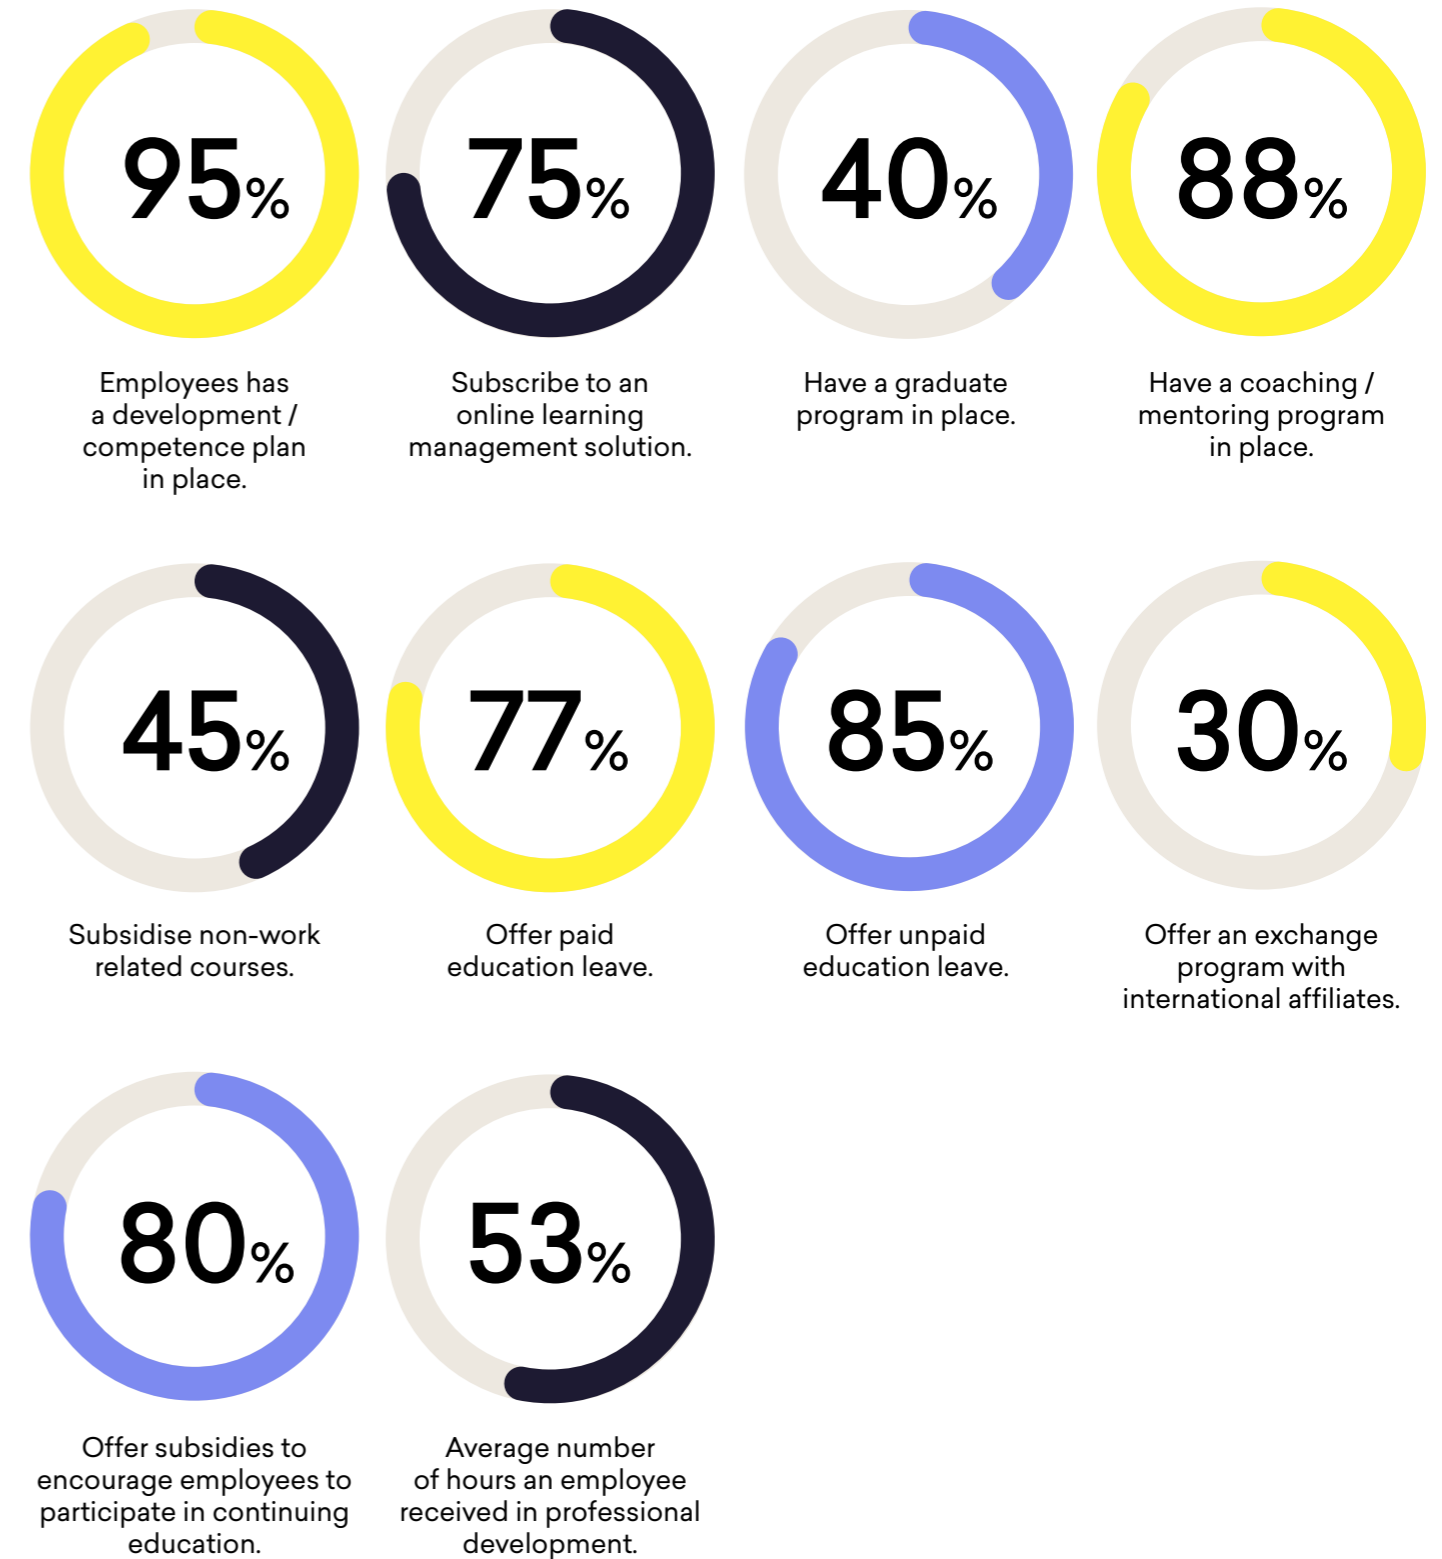 95%
Employees has
a development /
competence plan
in place.
75%
Subscribe to an
online learning
management solution.
40%
Have a graduate
program in place.
88%
Have a coaching /
mentoring program
in place.
45%
Subsidise non-work
related courses.
77%
Offer paid
education leave.
85%
Offer unpaid
education leave.
30%
Offer an exchange
program with
international affiliates.
80%
Offer subsidies to
encourage employees to
participate in continuing
education.
53%
Average number
of hours an employee
received in professional
development.